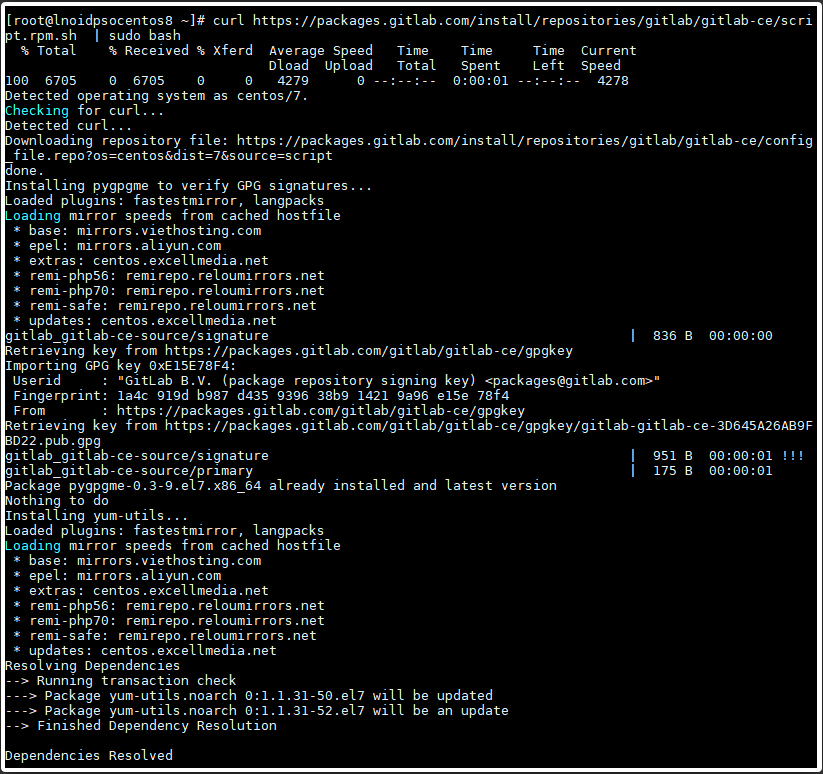 [root@lnoidpsocentos8 ~]# curl https://packages.gitlab.com/install/repositories/gitlab/gitlab-ce/scri
pt.rpm.sh  | sudo bash
  % Total    % Received % Xferd  Average Speed   Time    Time     Time  Current
                                 Dload  Upload   Total   Spent    Left  Speed
100  6705    0  6705    0     0   4279      0 --:--:--  0:00:01 --:--:--  4278
Detected operating system as centos/7.
Checking for curl...
Detected curl...
Downloading repository file: https://packages.gitlab.com/install/repositories/gitlab/gitlab-ce/config
_file.repo?os=centos&dist=7&source=script
done.
Installing pygpgme to verify GPG signatures...
Loaded plugins: fastestmirror, langpacks
Loading mirror speeds from cached hostfile
 * base: mirrors.viethosting.com
 * epel: mirrors.aliyun.com
 * extras: centos.excellmedia.net
 * remi-php56: remirepo.reloumirrors.net
 * remi-php70: remirepo.reloumirrors.net
 * remi-safe: remirepo.reloumirrors.net
 * updates: centos.excellmedia.net
gitlab_gitlab-ce-source/signature                                             |  836 B  00:00:00
Retrieving key from https://packages.gitlab.com/gitlab/gitlab-ce/gpgkey
Importing GPG key 0xE15E78F4:
 Userid     : "GitLab B.V. (package repository signing key) <packages@gitlab.com>"
 Fingerprint: 1a4c 919d b987 d435 9396 38b9 1421 9a96 e15e 78f4
 From       : https://packages.gitlab.com/gitlab/gitlab-ce/gpgkey
Retrieving key from https://packages.gitlab.com/gitlab/gitlab-ce/gpgkey/gitlab-gitlab-ce-3D645A26AB9F
BD22.pub.gpg
gitlab_gitlab-ce-source/signature                                             |  951 B  00:00:01 !!!
gitlab_gitlab-ce-source/primary                                               |  175 B  00:00:01
Package pygpgme-0.3-9.el7.x86_64 already installed and latest version
Nothing to do
Installing yum-utils...
Loaded plugins: fastestmirror, langpacks
Loading mirror speeds from cached hostfile
 * base: mirrors.viethosting.com
 * epel: mirrors.aliyun.com
 * extras: centos.excellmedia.net
 * remi-php56: remirepo.reloumirrors.net
 * remi-php70: remirepo.reloumirrors.net
 * remi-safe: remirepo.reloumirrors.net
 * updates: centos.excellmedia.net
Resolving Dependencies
--> Running transaction check
---> Package yum-utils.noarch 0:1.1.31-50.el7 will be updated
---> Package yum-utils.noarch 0:1.1.31-52.el7 will be an update
--> Finished Dependency Resolution

Dependencies Resolved